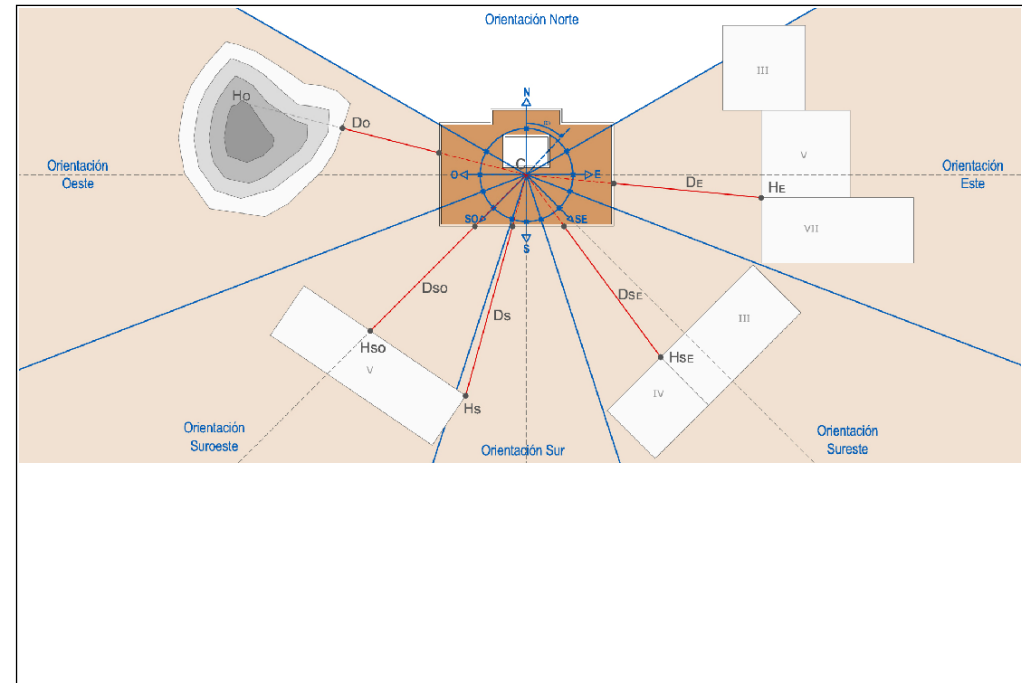 Orientación Norte
III
Ho
N
Do
V
C
Orientación
Oeste
O
E
DE
HE
Orientación
Este
SO
SE
S
VII
Dso
Ds
DSE
III
Hso
V
HSE
IV
Hs
Orientación
Suroeste
Orientación Sur
Orientación
Sureste